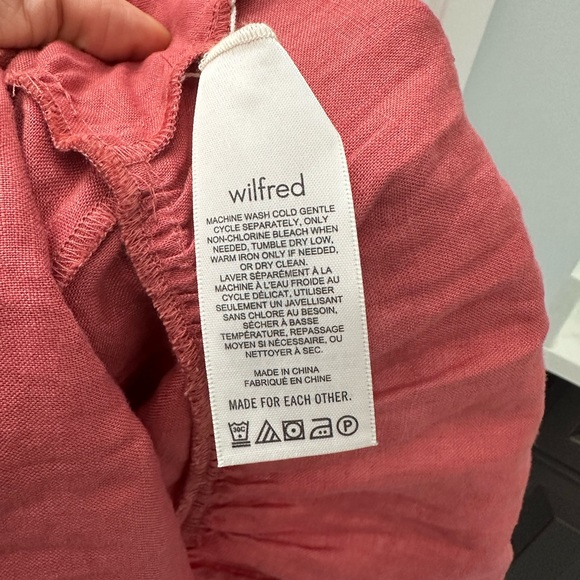 wilfred
MACHINE WASH COLD GENTLE
CYCLE SEPARATELY, ONLY
NON-CHLORINE BLEACH WHEN
NEEDED, TUMBLE DRY LOW,
WARM IRON ONLY IF NEEDED,
OR DRY CLEAN.
LAVER SÉPARÉMENT À LA
MACHINE À L'EAU FROIDE AU
CYCLE DÉLICAT, UTILISER
SEULEMENT UN JAVELLISANT
SANS CHLORE AU BESOIN,
SÉCHER À BASSE
TEMPÉRATURE, REPASSAGE
MOYEN SI NÉCESSAIRE, OU
NETTOYER À SEC.
MADE IN CHINA
FABRIQUÉ EN CHINE
MADE FOR EACH OTHER.
30C P